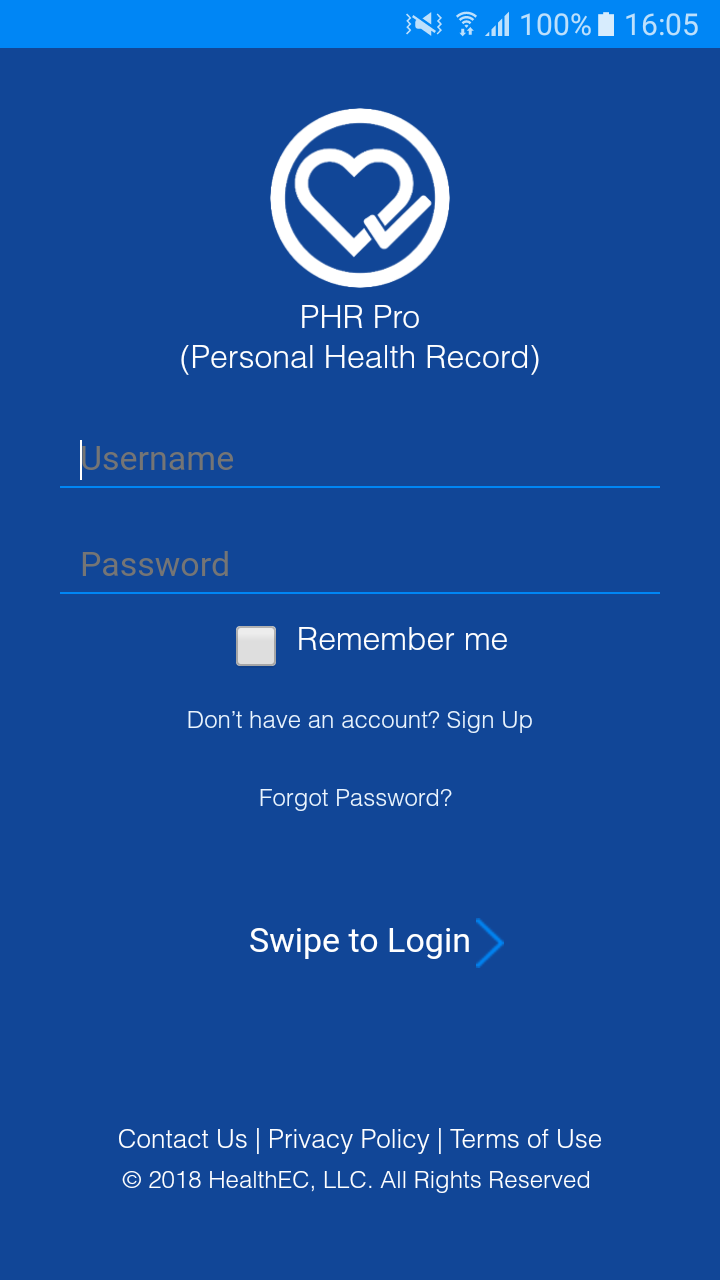 100% 16:05
PHR Pro
(Personal Health Record)
Username
Password
Remember me
Don’t have an account? Sign Up
Forgot Password?
Swipe to Login
Contact Us | Privacy Policy | Terms of Use
© 2018 HealthEC, LLC. All Rights Reserved